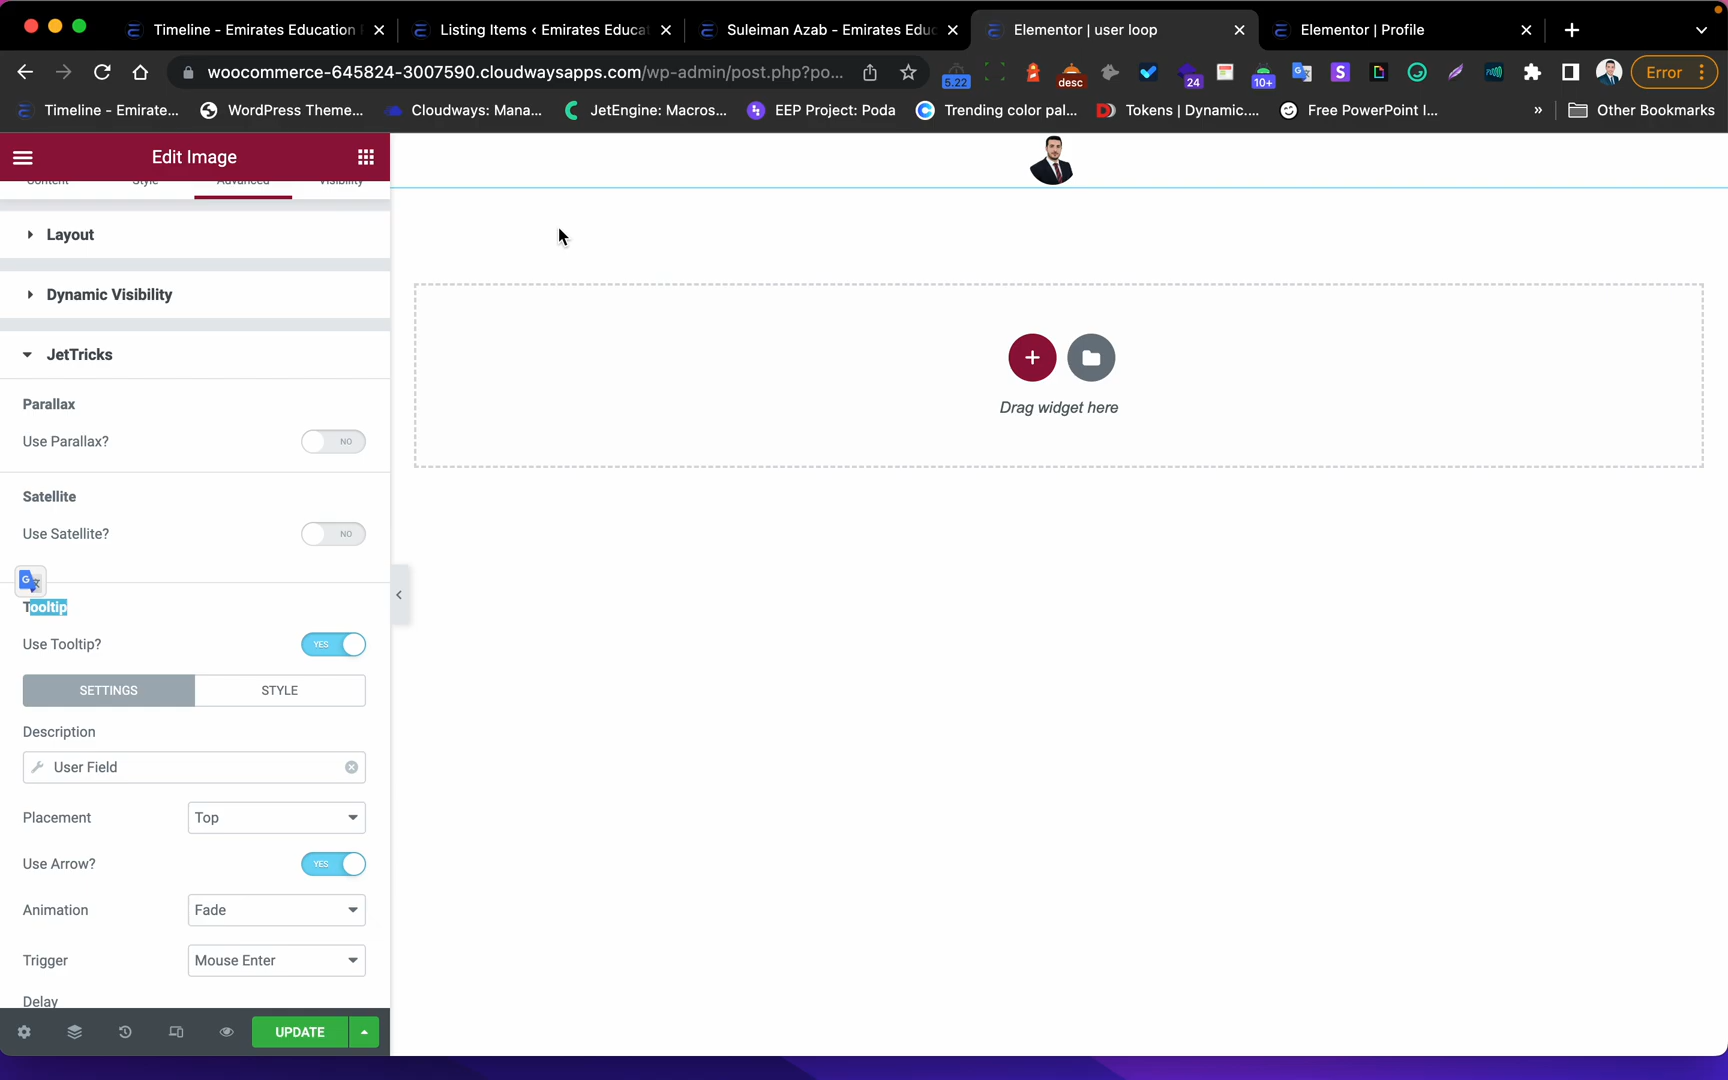 Timeline - Emirates Education
Listing Items ‹ Emirates Educat
Suleiman Azab - Emirates Educ
Elementor | user loop
Elementor | Profile
woocommerce-645824-3007590.cloudwaysapps.com/wp-admin/post.php?po...
5.22
desc
24
10+
Error
Timeline - Emirate...
WordPress Theme...
Cloudways: Mana...
JetEngine: Macros...
EEP Project: Poda
Trending color pal...
Tokens | Dynamic....
Free PowerPoint I...
»
Other Bookmarks
Edit Image
Content
Style
Advanced
Visibility
Layout
Dynamic Visibility
JetTricks
Parallax
Use Parallax?
NO
Satellite
Use Satellite?
NO
Tooltip
Use Tooltip?
YES
SETTINGS
STYLE
Description
User Field
Placement
Top
Use Arrow?
YES
Animation
Fade
Trigger
Mouse Enter
Delay
UPDATE
Drag widget here